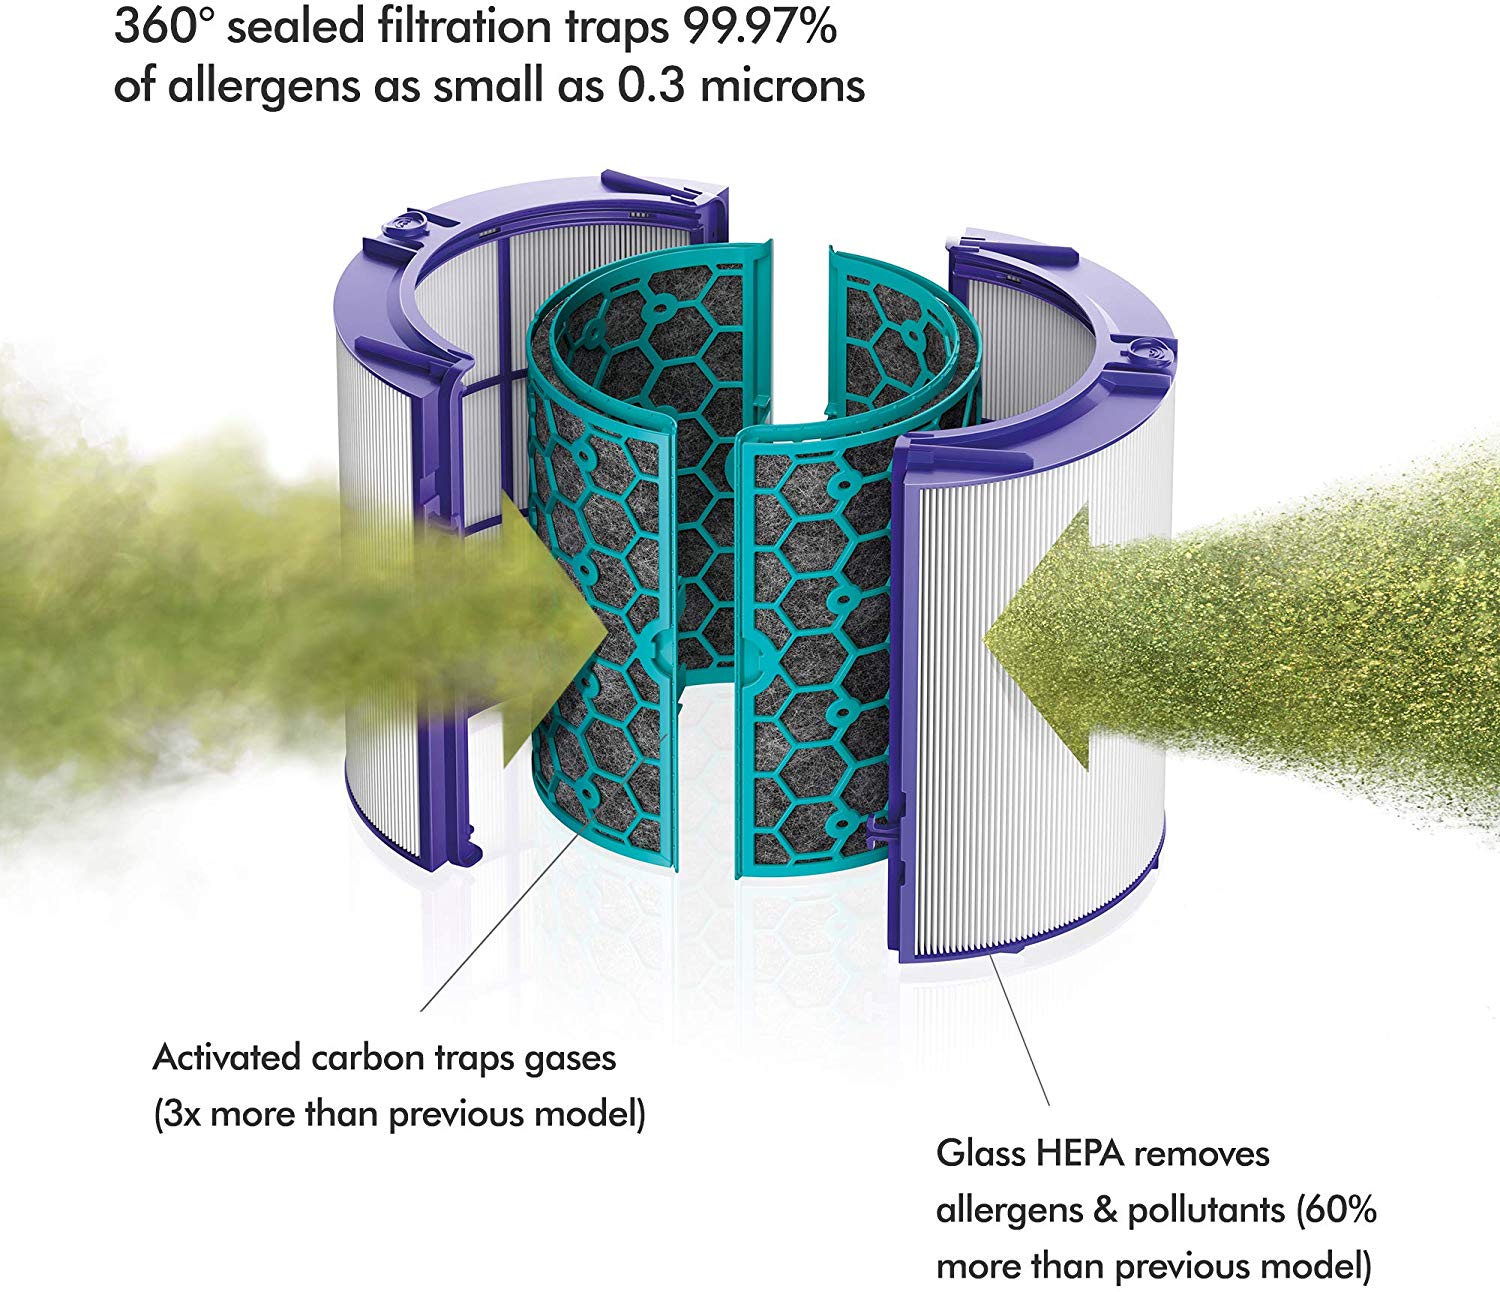 360° sealed filtration traps 99.97%
of allergens as small as 0.3 microns
Activated carbon traps gases
(3x more than previous model)
Glass HEPA removes
allergens & pollutants (60%
more than previous model)